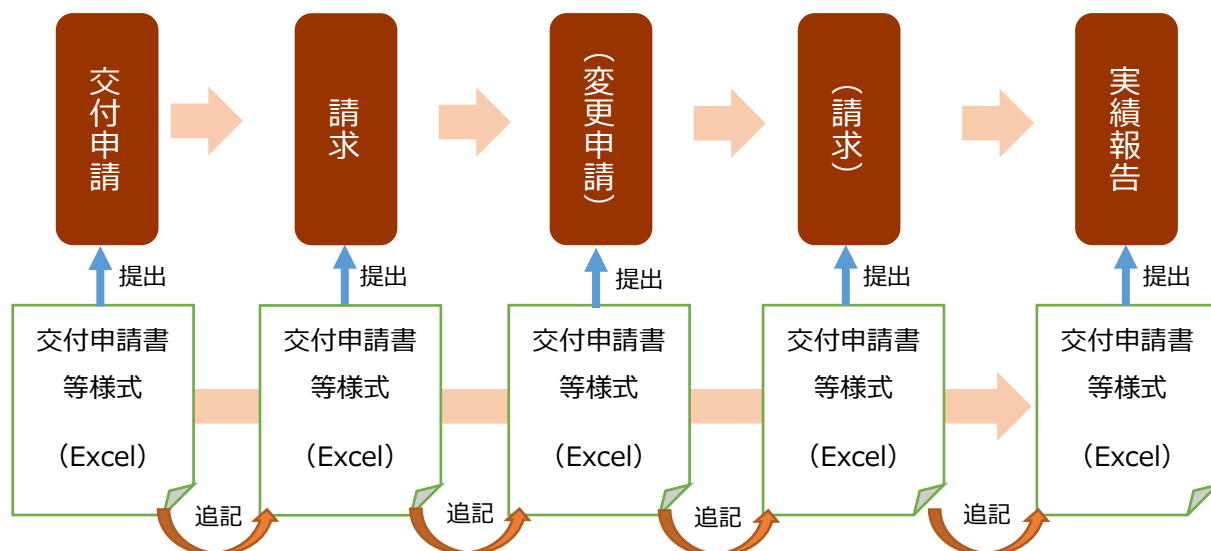 交付申請
請求
（変更申請）
（請求）
実績報告
提出
提出
提出
提出
提出
交付申請書
等様式
（Excel）
交付申請書
等様式
（Excel）
交付申請書
等様式
（Excel）
交付申請書
等様式
（Excel）
交付申請書
等様式
（Excel）
追記
追記
追記
追記